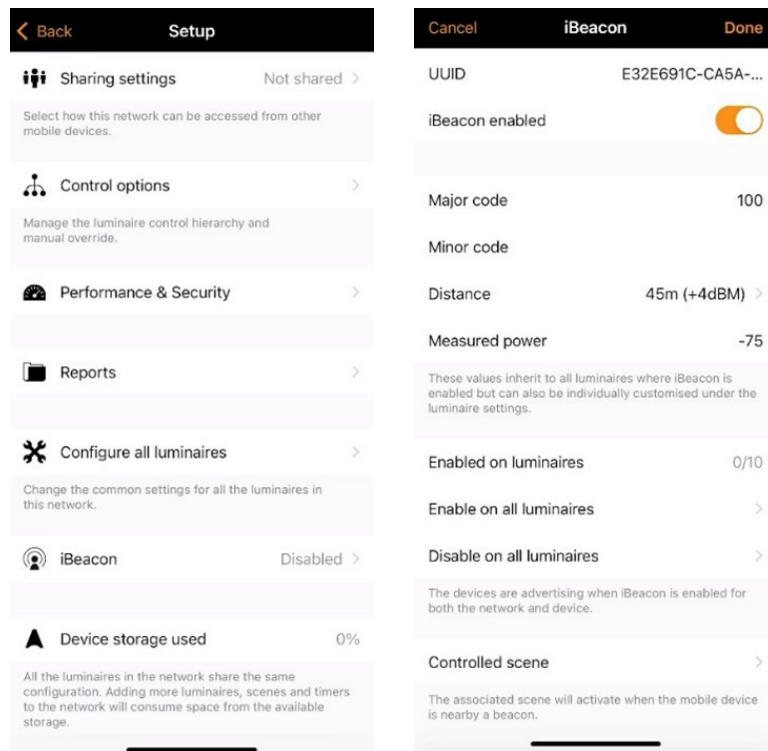 Back Setup
Sharing settings Not shared
Select how this network can be accessed from other
mobile devices.
Control options
Manage the luminaire control hierarchy and
manual override.
Performance & Security
Reports
Configure all luminaires
Change the common settings for all the luminaires in
this network.
iBeacon Disabled
Device storage used 0%
All the luminaires in the network share the same
configuration. Adding more luminaires, scenes and timers
to the network will consume space from the available
storage.
Cancel iBeacon Done
UUID E32E691C-CA5A-...
iBeacon enabled
Major code 100
Minor code
Distance 45m (+4dBM)
Measured power -75
These values inherit to all luminaires where iBeacon is
enabled but can also be individually customised under the
luminaire settings.
Enabled on luminaires 0/10
Enable on all luminaires
Disable on all luminaires
The devices are advertising when iBeacon is enabled for
both the network and device.
Controlled scene
The associated scene will activate when the mobile device
is nearby a beacon.